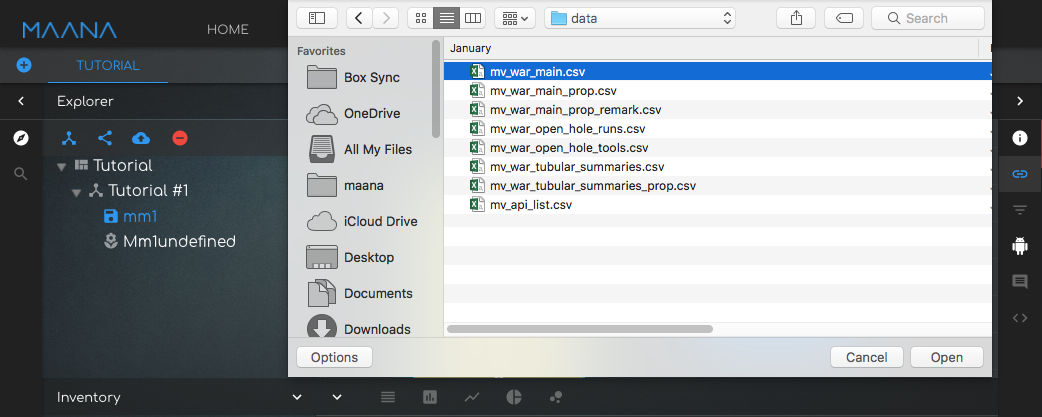 MAANA
HOME
TUTORIAL
Explorer
Tutorial
Tutorial #1
mm1
Mm1undefined
Inventory
data
Search
Favorites
Box Sync
OneDrive
All My Files
maana
iCloud Drive
Desktop
Documents
Downloads
January
mv_war_main.csv
mv_war_main_prop.csv
mv_war_main_prop_remark.csv
mv_war_open_hole_runs.csv
mv_war_open_hole_tools.csv
mv_war_tubular_summaries.csv
mv_war_tubular_summaries_prop.csv
mv_api_list.csv
Options
Cancel
Open